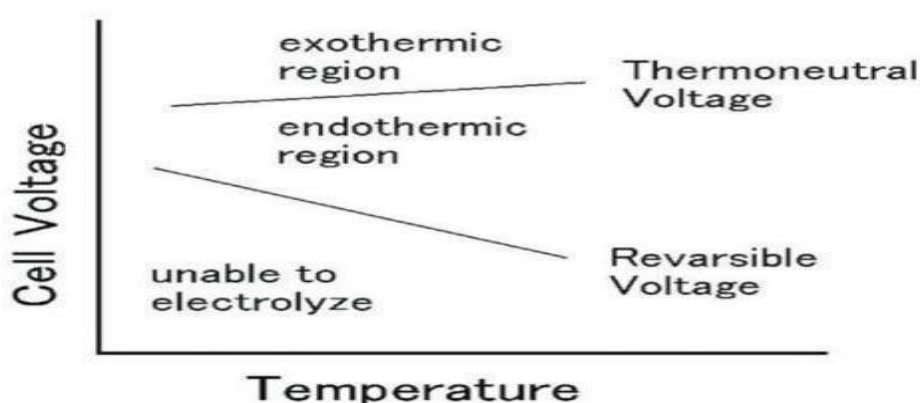 exothermic
region
Thermoneutral
Voltage
endothermic
region
Cell Voltage
Revarsible
Voltage
unable to
electrolyze
Temperature